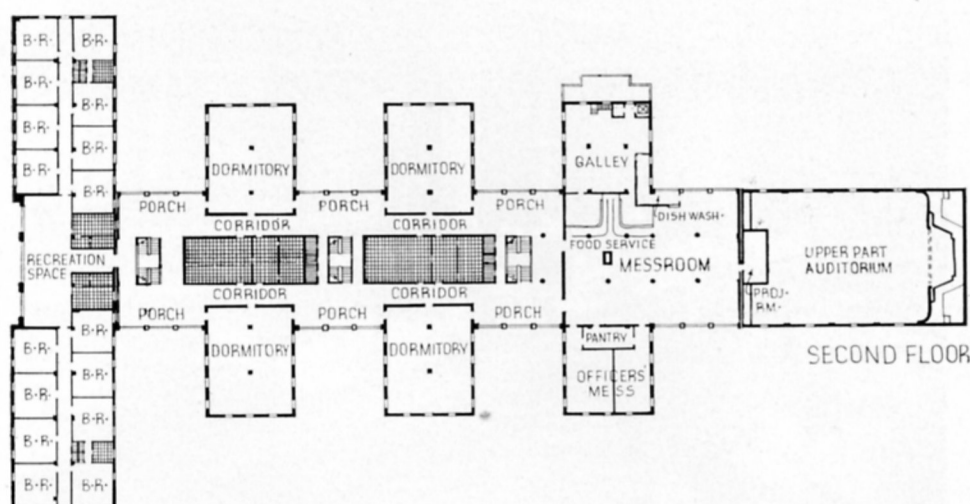 B.R. B.R.
B.R.
B.R.
B.R.
B.R.
B.R.
B.R.
DORMITORY
DORMITORY
GALLEY
PORCH
PORCH
PORCH
DISH WASH.
CORRIDOR
CORRIDOR
FOOD SERVICE
RECREATION
SPACE
MESSROOM
UPPER PART
AUDITORIUM
CORRIDOR
CORRIDOR
PROJ.
RM.
PORCH
PORCH
PORCH
B.R.
B.R.
DORMITORY
DORMITORY
PANTRY
SECOND FLOOR
B.R.
B.R.
OFFICERS'
MESS
B.R.
B.R.
B.R. B.R.